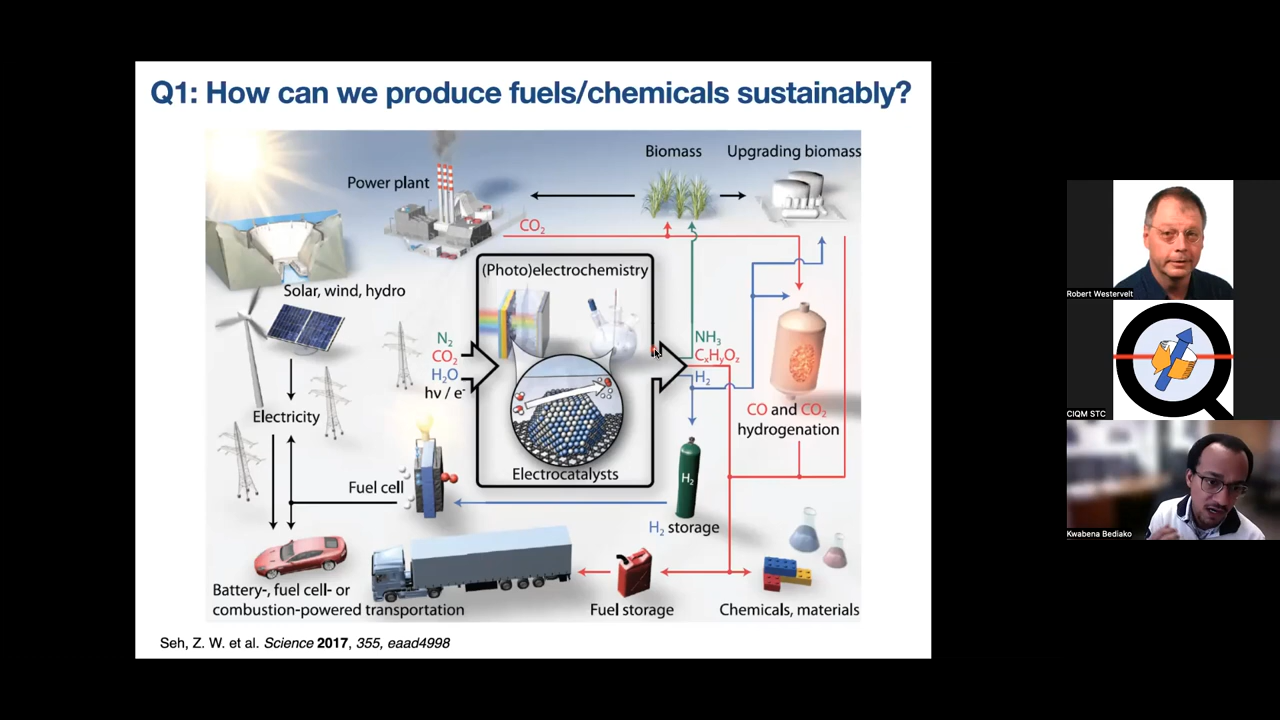 Q1: How can we produce fuels/chemicals sustainably?
Biomass
Upgrading biomass
Power plant
CO₂
Solar, wind, hydro
(Photo)electrochemistry
N₂
CO₂
H₂O
hν / e⁻
NH₃
CₓHᵧO𝓏
H₂
Electricity
CO and CO₂
hydrogenation
Electrocatalysts
Fuel cell
H₂
H₂ storage
Battery-, fuel cell- or
combustion-powered transportation
Fuel storage
Chemicals, materials
Seh, Z. W. et al. Science 2017, 355, eaad4998
Robert Westervelt
CIQM STC
Kwabena Bediako